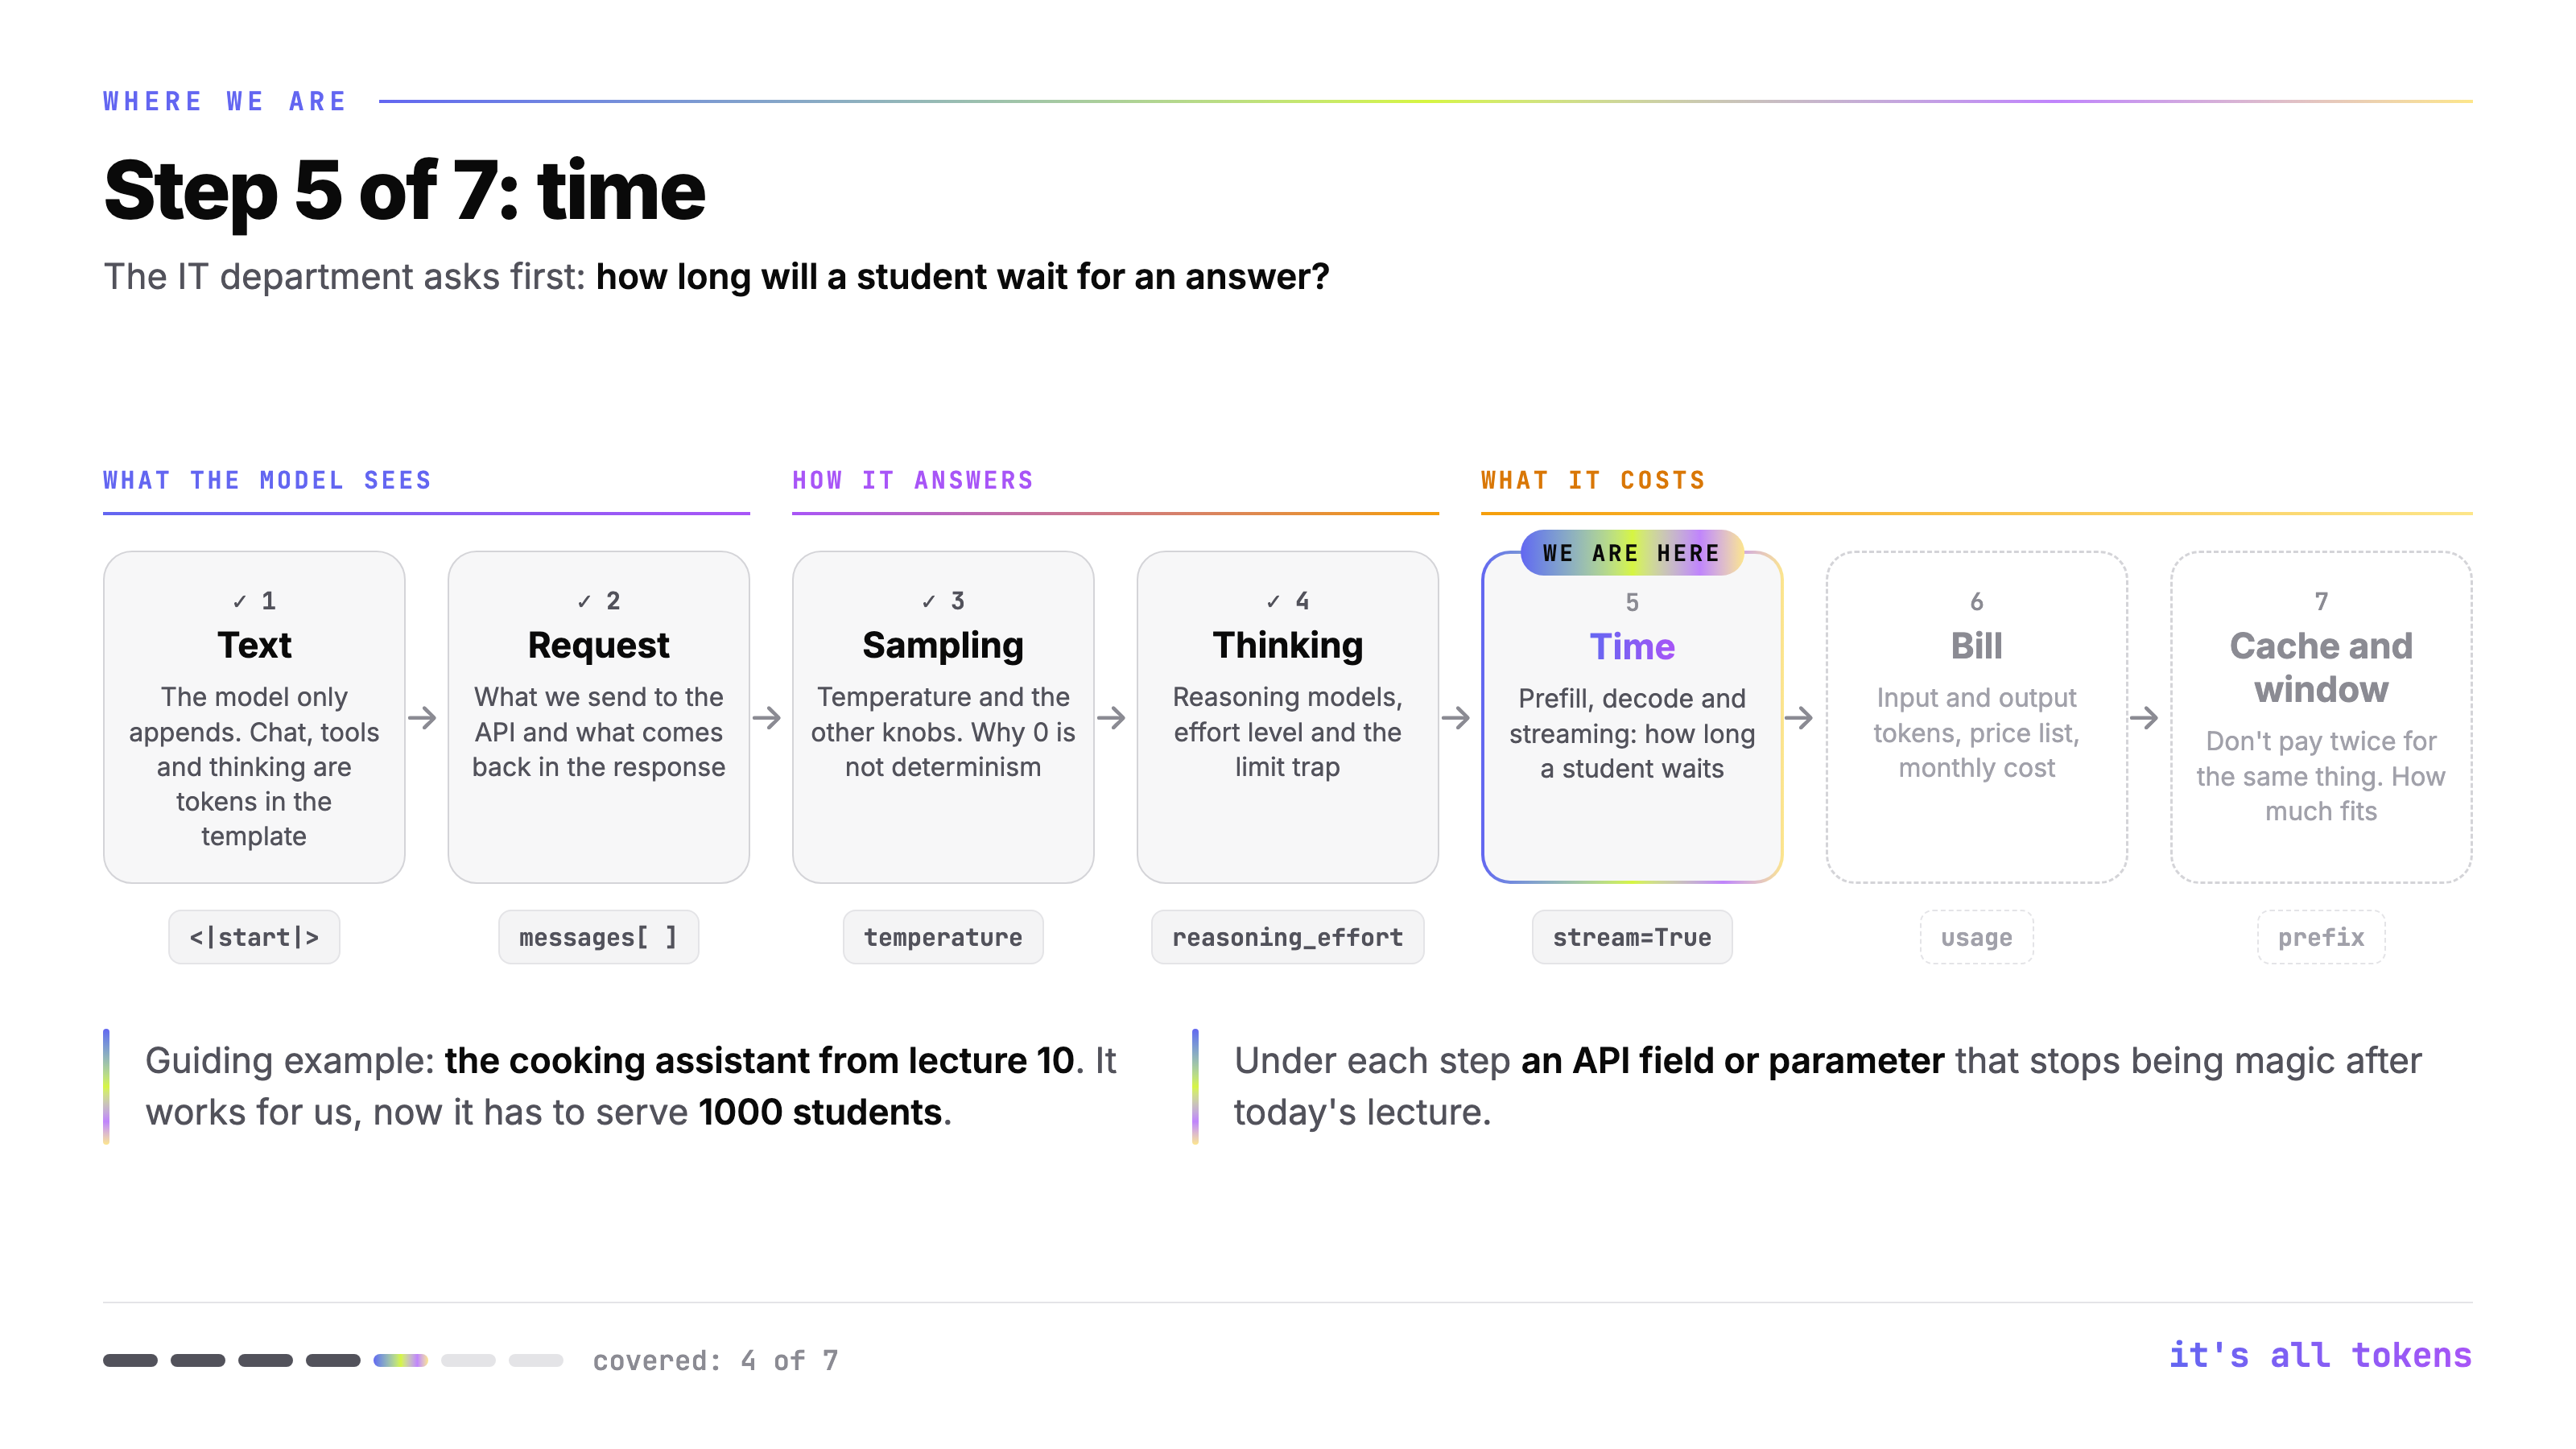 WHERE WE ARE
Step 5 of 7: time
The IT department asks first: how long will a student wait for an answer?
WHAT THE MODEL SEES
HOW IT ANSWERS
WHAT IT COSTS
✓ 1
Text
The model only
appends. Chat, tools
and thinking are
tokens in the
template
<|start|>
✓ 2
Request
What we send to the
API and what comes
back in the response
messages[ ]
✓ 3
Sampling
Temperature and the
other knobs. Why 0 is
not determinism
temperature
✓ 4
Thinking
Reasoning models,
effort level and the
limit trap
reasoning_effort
WE ARE HERE
5
Time
Prefill, decode and
streaming: how long
a student waits
stream=True
6
Bill
Input and output
tokens, price list,
monthly cost
usage
7
Cache and
window
Don't pay twice for
the same thing. How
much fits
prefix
Guiding example: the cooking assistant from lecture 10. It
works for us, now it has to serve 1000 students.
Under each step an API field or parameter that stops being magic after
today's lecture.
covered: 4 of 7
it's all tokens